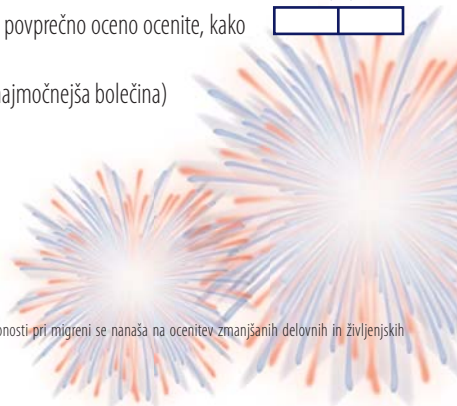 povprečno oceno ocenite, kako
najmočnejša bolečina)
nosti pri migreni se nanaša na ocenitev zmanjšanih delovnih in življenjskih